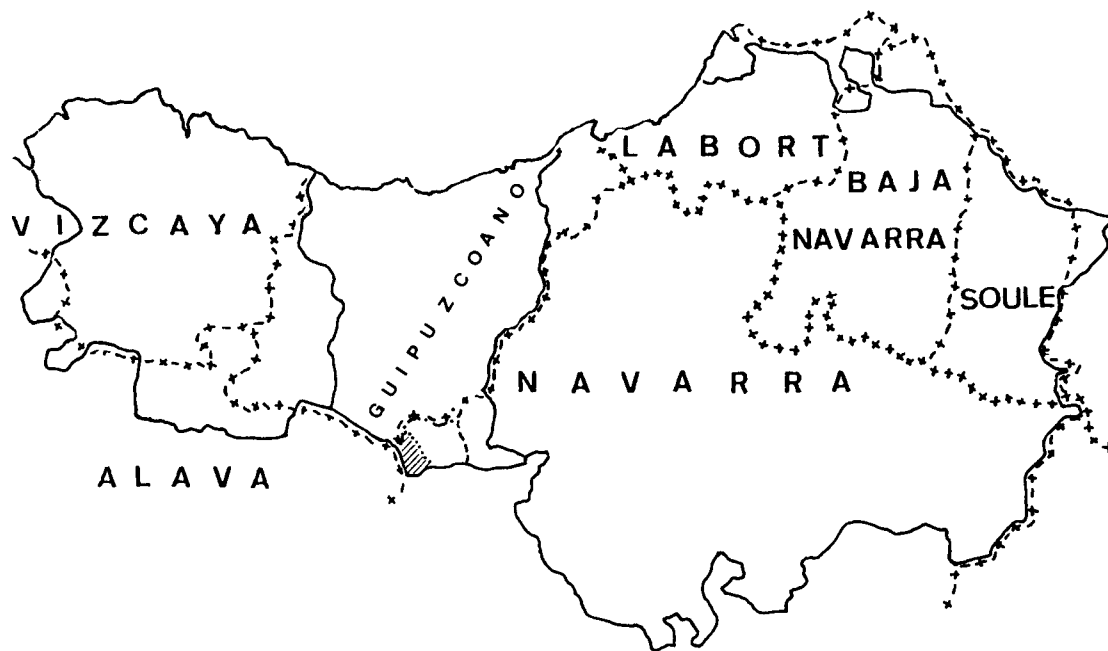 LABORT
BAJA
VIZCAYA
GUIPUZCOANO
NAVARRA
SOULE
NAVARRA
ALAVA